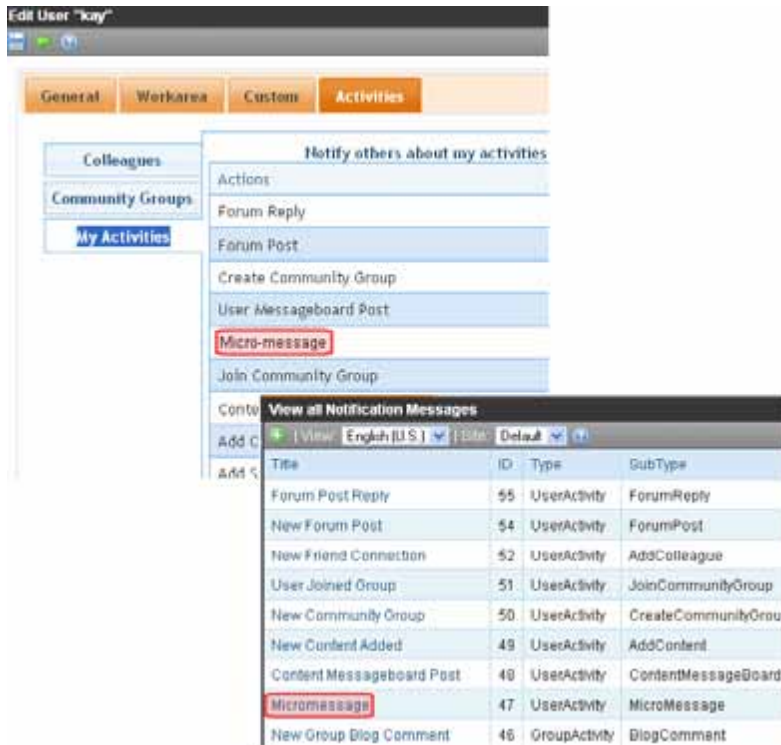 Edit User "kay"
General Workarea Custom Activities
Colleagues
Community Groups
My Activities
Notify others about my activities
Actions
Forum Reply
Forum Post
Create Community Group
User Messageboard Post
Micro-message
Join Community Group
Conte
Add C
Add S
View all Notification Messages
| View: English (U.S.) | Site: Default
Title ID Type SubType
Forum Post Reply 55 UserActivity ForumReply
New Forum Post 54 UserActivity ForumPost
New Friend Connection 52 UserActivity AddColleague
User Joined Group 51 UserActivity JoinCommunityGroup
New Community Group 50 UserActivity CreateCommunityGrou
New Content Added 49 UserActivity AddContent
Content Messageboard Post 48 UserActivity ContentMessageBoard
Micromessage 47 UserActivity MicroMessage
New Group Blog Comment 46 GroupActivity BlogComment